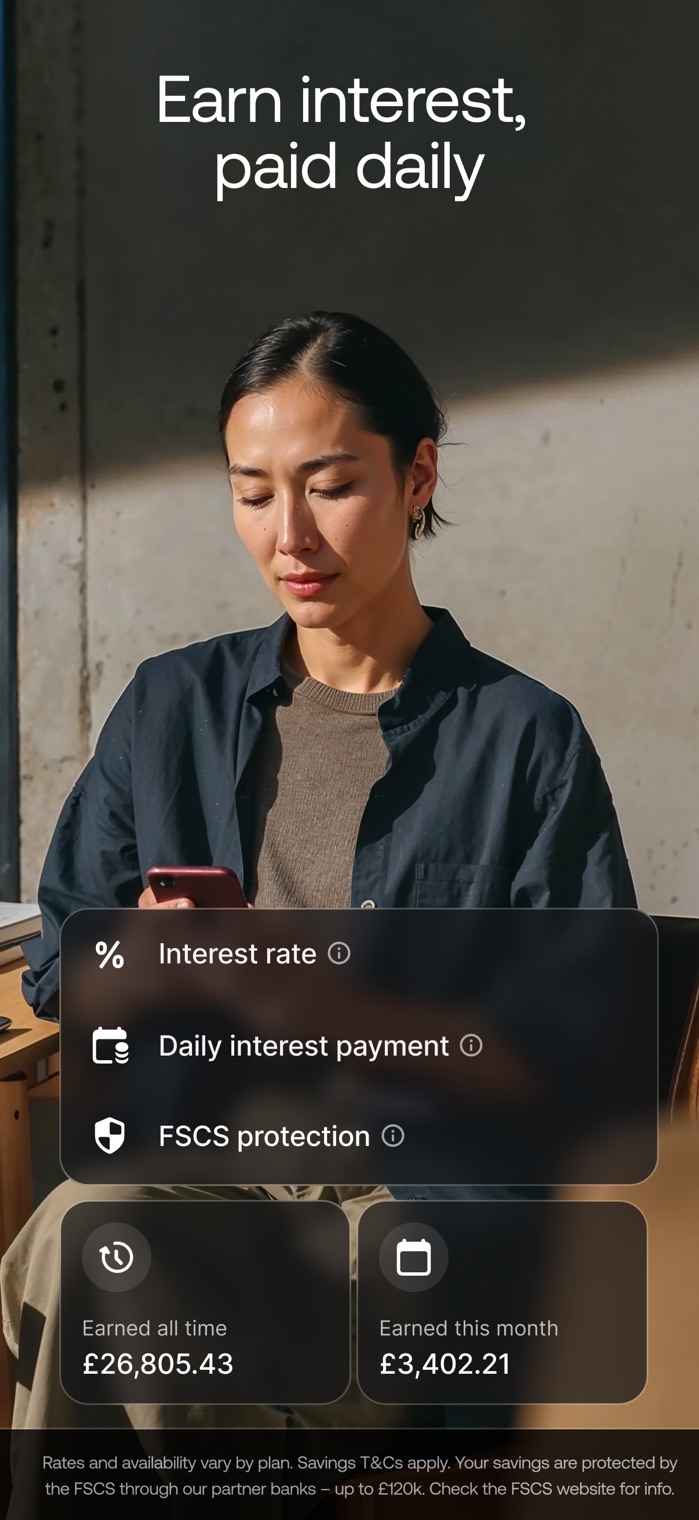 Earn interest,
paid daily
Interest rate
Daily interest payment
FSCS protection
Earned all time
£26,805.43
Earned this month
£3,402.21
Rates and availability vary by plan. Savings T&Cs apply. Your savings are protected by
the FSCS through our partner banks – up to £120k. Check the FSCS website for info.